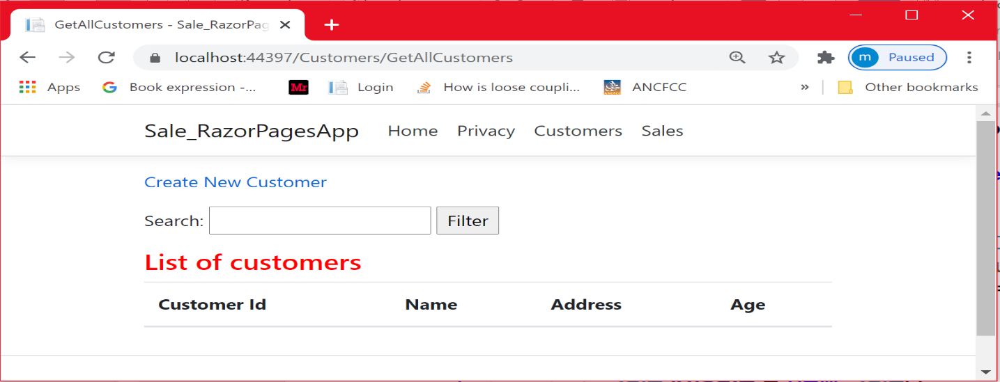 GetAllCustomers - Sale_RazorPag
localhost:44397/Customers/GetAllCustomers
m Paused
Apps Book expression -... Mr Login How is loose coupli... ANCFCC » Other bookmarks
Sale_RazorPagesApp Home Privacy Customers Sales
Create New Customer
Search: Filter
List of customers
Customer Id Name Address Age